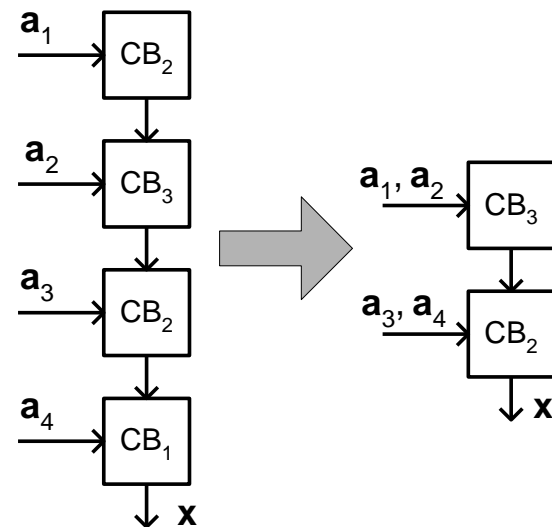 a₁
CB₂
a₂
CB₃
a₃
CB₂
a₄
CB₁
x
a₁, a₂
CB₃
a₃, a₄
CB₂
x